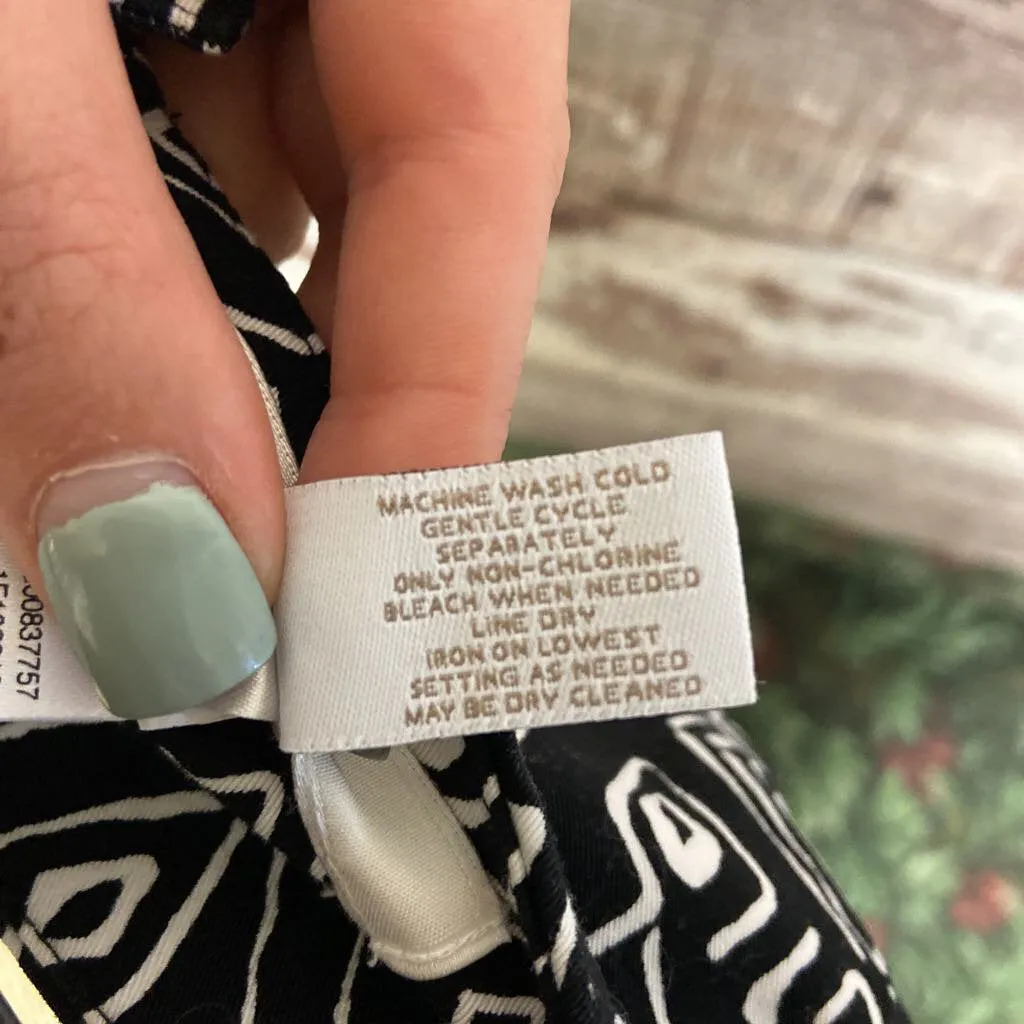 MACHINE WASH COLD
GENTLE CYCLE
SEPARATELY
ONLY NON-CHLORINE
BLEACH WHEN NEEDED
LINE DRY
IRON ON LOWEST
SETTING AS NEEDED
MAY BE DRY CLEANED